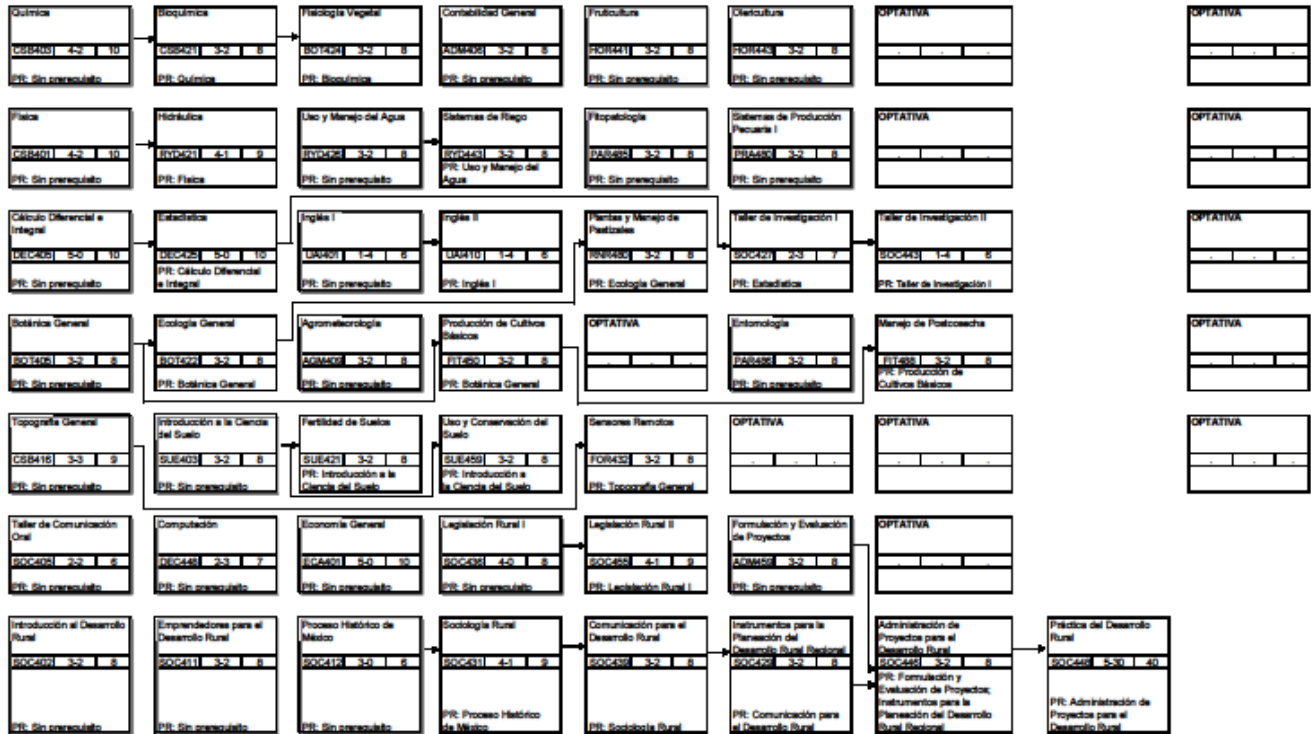 Química
CSB403 4-2 10
PR: Sin prerequisito
Bioquímica
CSB421 3-2 8
PR: Química
Fisiología Vegetal
BOT424 3-2 8
PR: Bioquímica
Contabilidad General
ADM406 3-2 8
PR: Sin prerequisito
Fruticultura
HOR441 3-2 8
PR: Sin prerequisito
Olericultura
HOR443 3-2 8
PR: Sin prerequisito
OPTATIVA
OPTATIVA
Física
CSB401 4-2 10
PR: Sin prerequisito
Hidráulica
RYD421 4-1 9
PR: Física
Uso y Manejo del Agua
RYD426 3-2 8
PR: Sin prerequisito
Sistemas de Riego
RYD443 3-2 8
PR: Uso y Manejo del
Agua
Fitopatología
PAR485 3-2 8
PR: Sin prerequisito
Sistemas de Producción
Pecuaria I
PRA480 3-2 8
PR: Sin prerequisito
OPTATIVA
OPTATIVA
Cálculo Diferencial e
Integral
DEC405 5-0 10
PR: Sin prerequisito
Estadística
DEC425 5-0 10
PR: Cálculo Diferencial
e Integral
Inglés I
UAI401 1-4 6
PR: Sin prerequisito
Inglés II
UAI410 1-4 6
PR: Inglés I
Plantas y Manejo de
Pastizales
RNR480 3-2 8
PR: Ecología General
Taller de Investigación I
SOC427 2-3 7
PR: Estadística
Taller de Investigación II
SOC443 1-4 6
PR: Taller de Investigación I
OPTATIVA
Botánica General
BOT405 3-2 8
PR: Sin prerequisito
Ecología General
BOT422 3-2 8
PR: Botánica General
Agrometeorología
AGM409 3-2 8
PR: Sin prerequisito
Producción de Cultivos
Básicos
FIT450 3-2 8
PR: Botánica General
OPTATIVA
Entomología
PAR486 3-2 8
PR: Sin prerequisito
Manejo de Postcosecha
FIT488 3-2 8
PR: Producción de
Cultivos Básicos
OPTATIVA
Topografía General
CSB416 3-3 9
PR: Sin prerequisito
Introducción a la Ciencia
del Suelo
SUE403 3-2 8
PR: Sin prerequisito
Fertilidad de Suelos
SUE421 3-2 8
PR: Introducción a la
Ciencia del Suelo
Uso y Conservación del
Suelo
SUE459 3-2 8
PR: Introducción a
la Ciencia del Suelo
Sensores Remotos
FOR432 3-2 8
PR: Topografía General
OPTATIVA
OPTATIVA
OPTATIVA
Taller de Comunicación
Oral
SOC405 2-2 6
PR: Sin prerequisito
Computación
DEC448 2-3 7
PR: Sin prerequisito
Economía General
ECA401 5-0 10
PR: Sin prerequisito
Legislación Rural I
SOC436 4-0 8
PR: Sin prerequisito
Legislación Rural II
SOC455 4-1 9
PR: Legislación Rural I
Formulación y Evaluación
de Proyectos
ADM459 3-2 8
PR: Sin prerequisito
OPTATIVA
Introducción al Desarrollo
Rural
SOC402 3-2 8
PR: Sin prerequisito
Emprendedores para el
Desarrollo Rural
SOC411 3-2 8
PR: Sin prerequisito
Proceso Histórico de
México
SOC412 3-0 6
PR: Sin prerequisito
Sociología Rural
SOC431 4-1 9
PR: Proceso Histórico
de México
Comunicación para el
Desarrollo Rural
SOC439 3-2 8
PR: Sociología Rural
Instrumentos para la
Planeación del
Desarrollo Rural Regional
SOC429 3-2 8
PR: Comunicación para
el Desarrollo Rural
Administración de
Proyectos para el
Desarrollo Rural
SOC446 3-2 8
PR: Formulación y
Evaluación de Proyectos;
Instrumentos para la
Planeación del Desarrollo
Rural Regional
Práctica del Desarrollo
Rural
SOC448 5-30 40
PR: Administración de
Proyectos para el
Desarrollo Rural